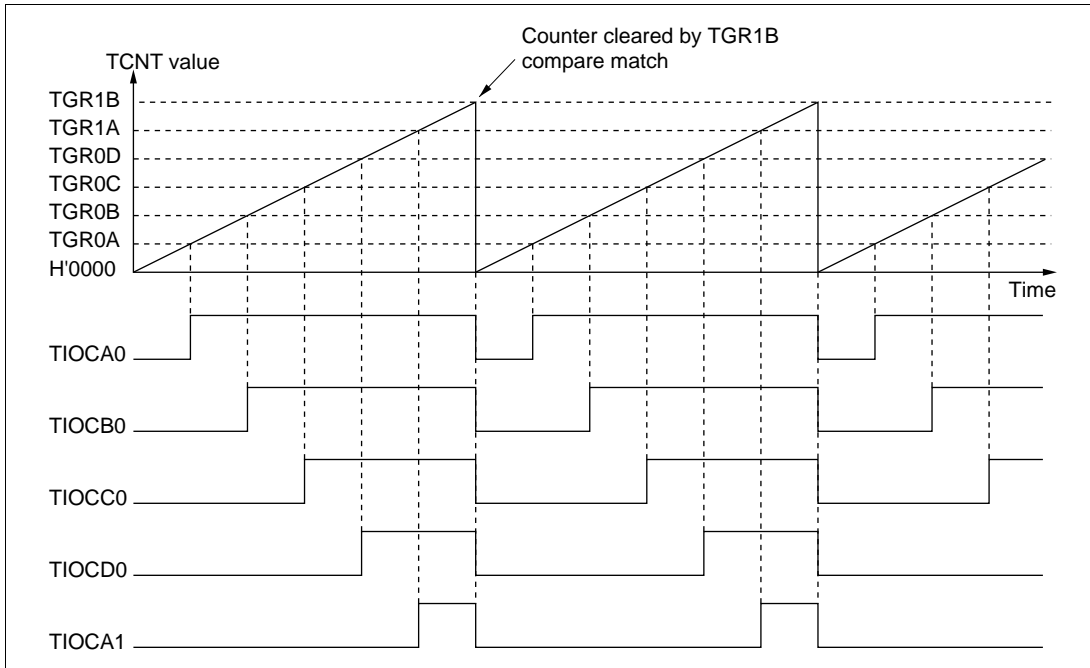 Counter cleared by TGR1B
compare match
TCNT value
TGR1B
TGR1A
TGR0D
TGR0C
TGR0B
TGR0A
H'0000
Time
TIOCA0
TIOCB0
TIOCC0
TIOCD0
TIOCA1